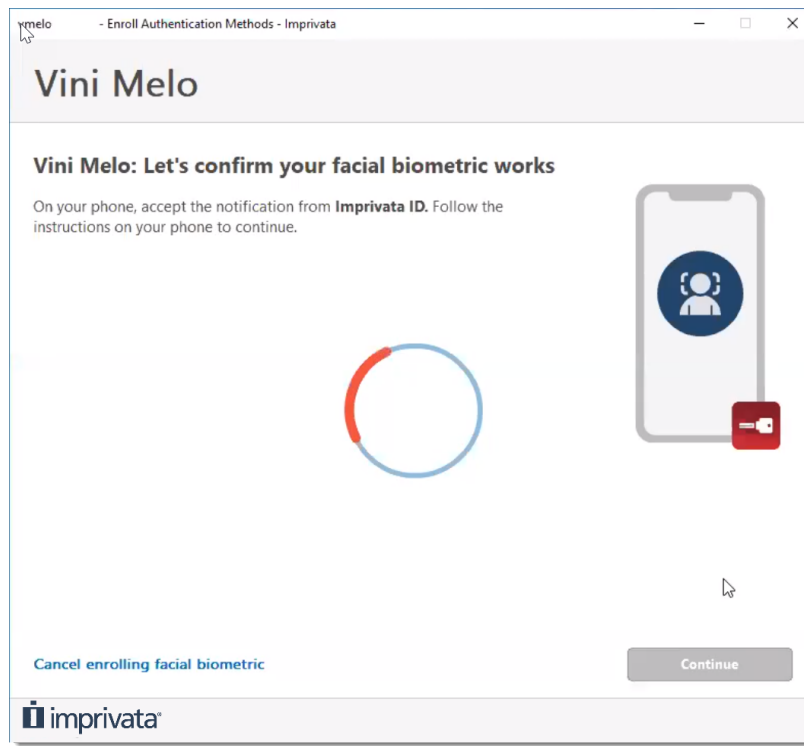 vmelo - Enroll Authentication Methods - Imprivata
Vini Melo
Vini Melo: Let's confirm your facial biometric works
On your phone, accept the notification from Imprivata ID. Follow the
instructions on your phone to continue.
Cancel enrolling facial biometric
Continue
imprivata®